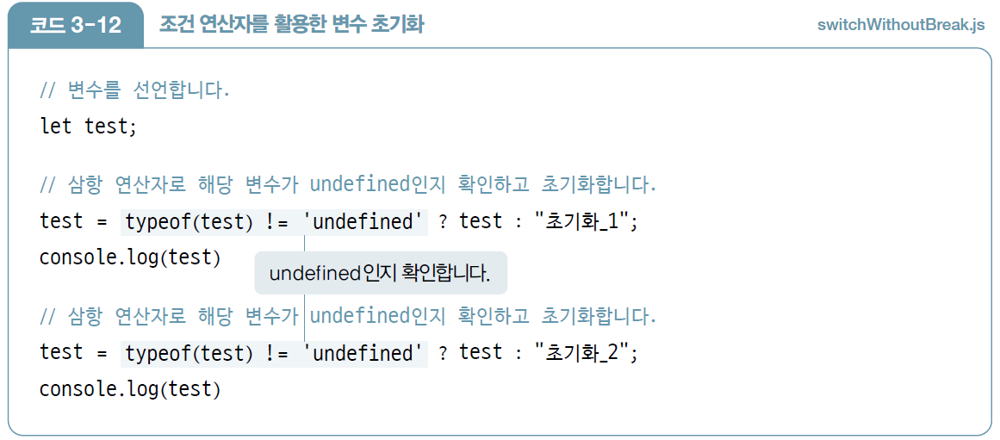 코드 3-12 조건 연산자를 활용한 변수 초기화 switchWithoutBreak.js
// 변수를 선언합니다.
let test;
// 삼항 연산자로 해당 변수가 undefined인지 확인하고 초기화합니다.
test = typeof(test) != 'undefined' ? test : "초기화_1";
console.log(test)
undefined인지 확인합니다.
// 삼항 연산자로 해당 변수가 undefined인지 확인하고 초기화합니다.
test = typeof(test) != 'undefined' ? test : "초기화_2";
console.log(test)